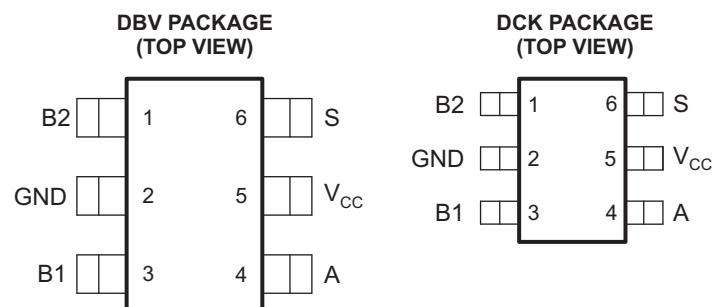 DBV PACKAGE
(TOP VIEW)
B2 1 6 S
GND 2 5 VCC
B1 3 4 A
DCK PACKAGE
(TOP VIEW)
B2 1 6 S
GND 2 5 VCC
B1 3 4 A